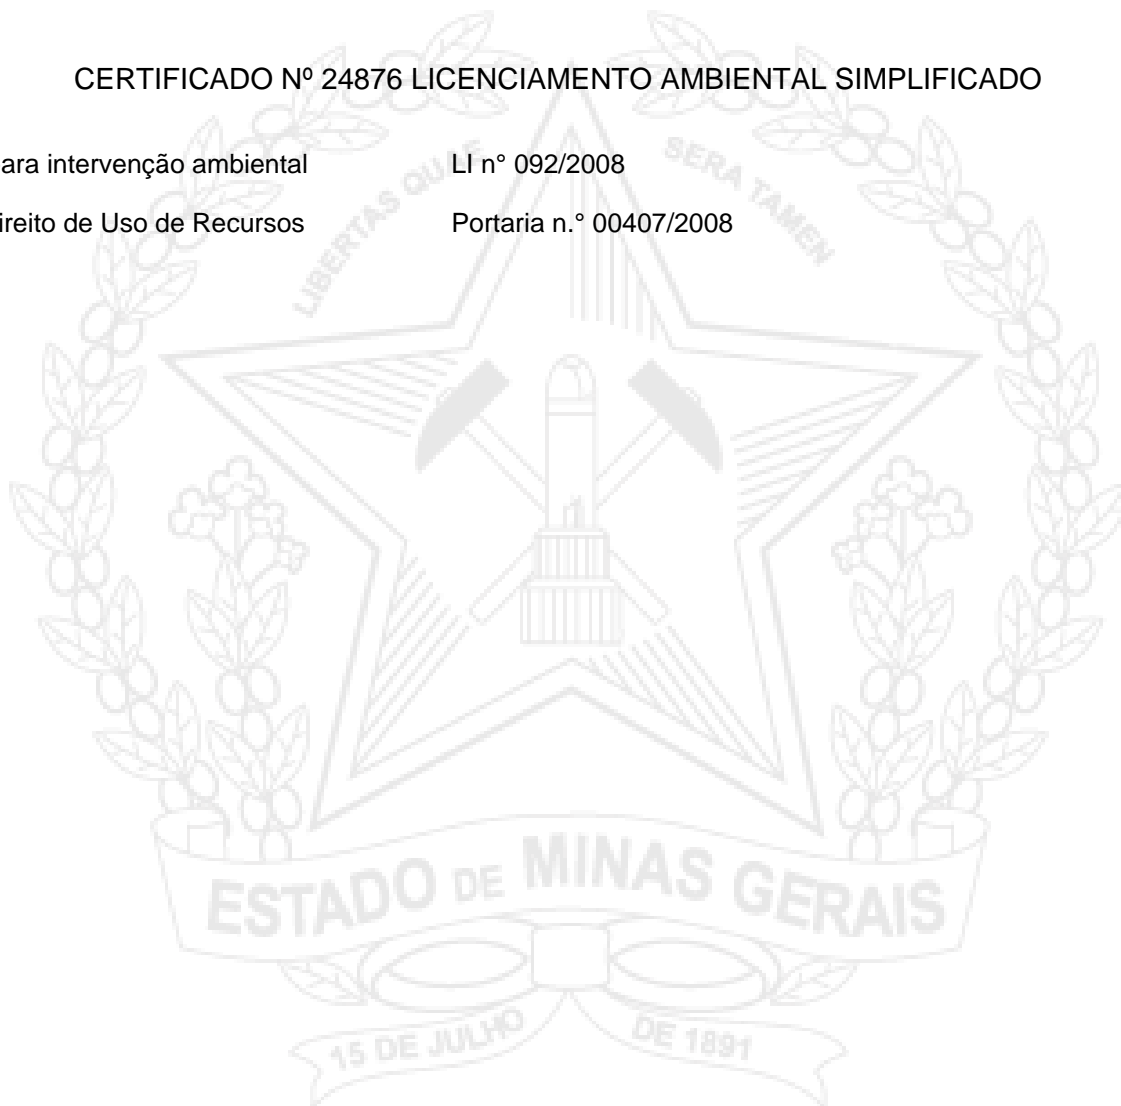 CERTIFICADO Nº 24876 LICENCIAMENTO AMBIENTAL SIMPLIFICADO
ara intervenção ambiental LI n° 092/2008
ireito de Uso de Recursos Portaria n.° 00407/2008
LIBERTAS QUAE SERA TAMEN
ESTADO DE MINAS GERAIS
15 DE JULHO DE 1891